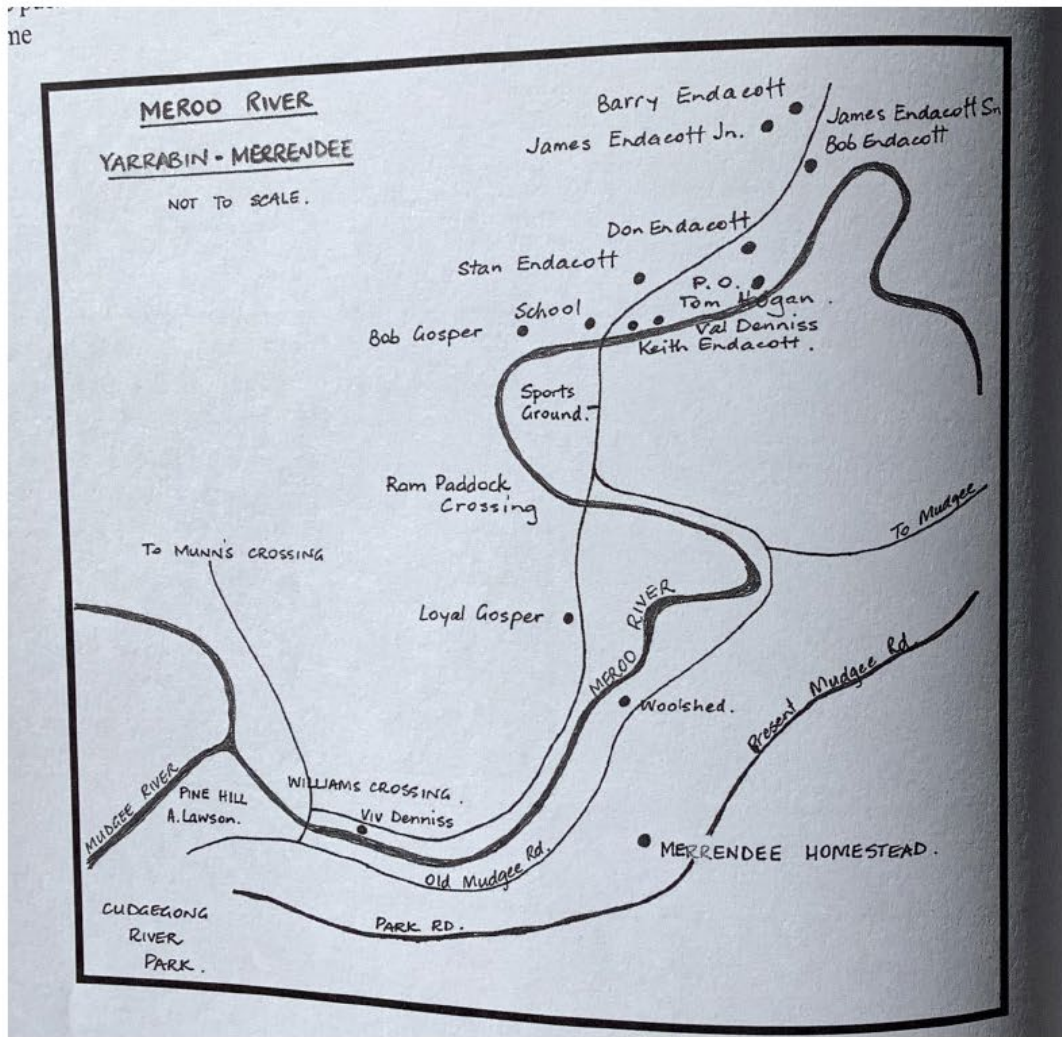 me
MEROO RIVER
YARRABIN - MERRENDEE
NOT TO SCALE.
Barry Endacott
James Endacott Jn.
James Endacott Sn
Bob Endacott
Don Endacott
Stan Endacott
P.O.
Tom Hogan.
School
Bob Gosper
Val Denniss
Keith Endacott.
Sports
Ground.
Ram Paddock
Crossing
To Mudgee
To MUNN'S CROSSING
Loyal Gosper
MEROO RIVER
Woolshed.
Present Mudgee Rd.
MUDGEE RIVER
PINE HILL
A. Lawson.
WILLIAMS CROSSING.
Viv Denniss
MERRENDEE HOMESTEAD.
Old Mudgee Rd.
PARK RD.
CUDGEGONG
RIVER
PARK.